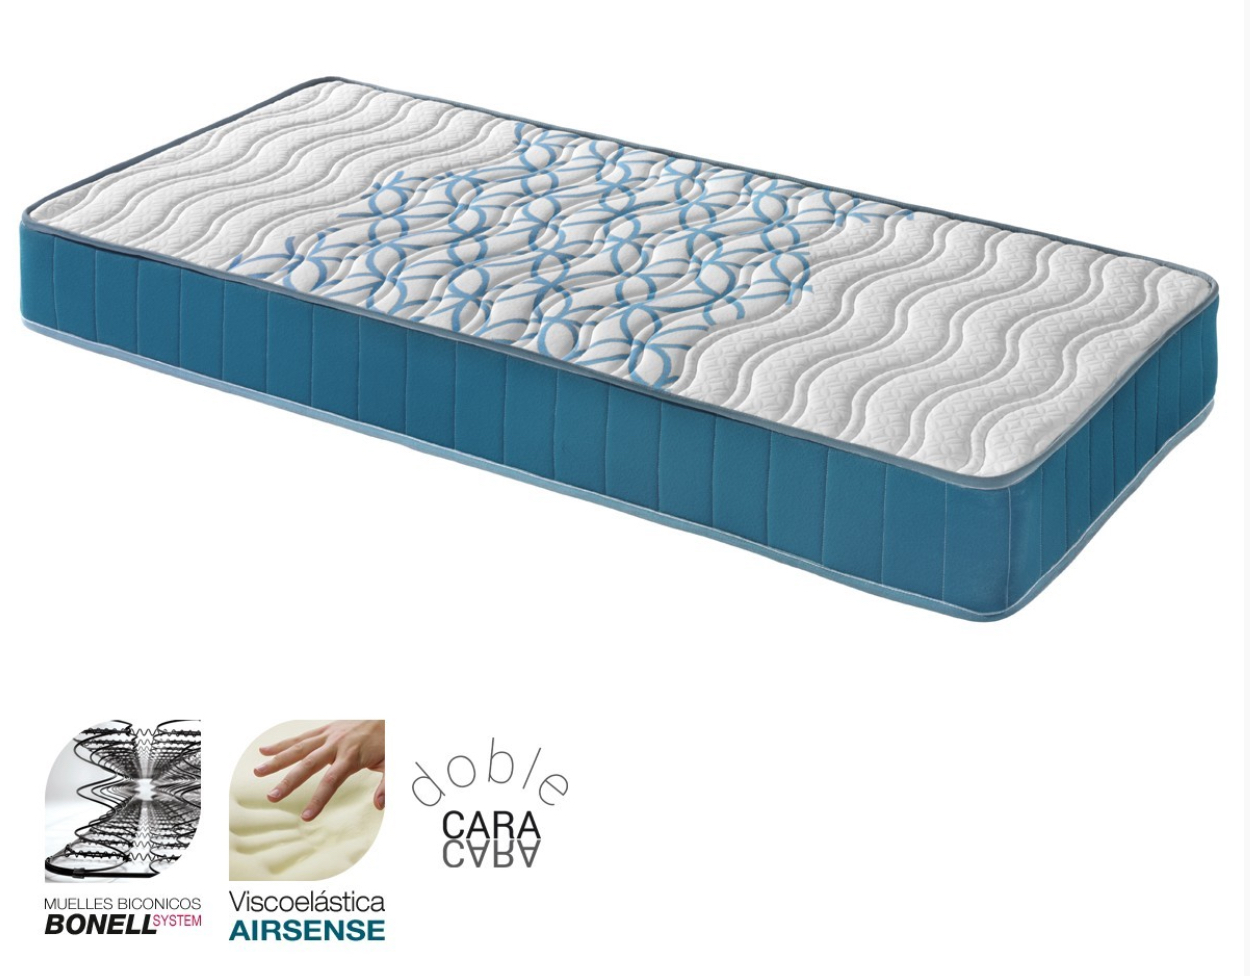 MUELLES BICONICOS
BONELL SYSTEM
Viscoelástica
AIRSENSE
doble
CARA
CARA